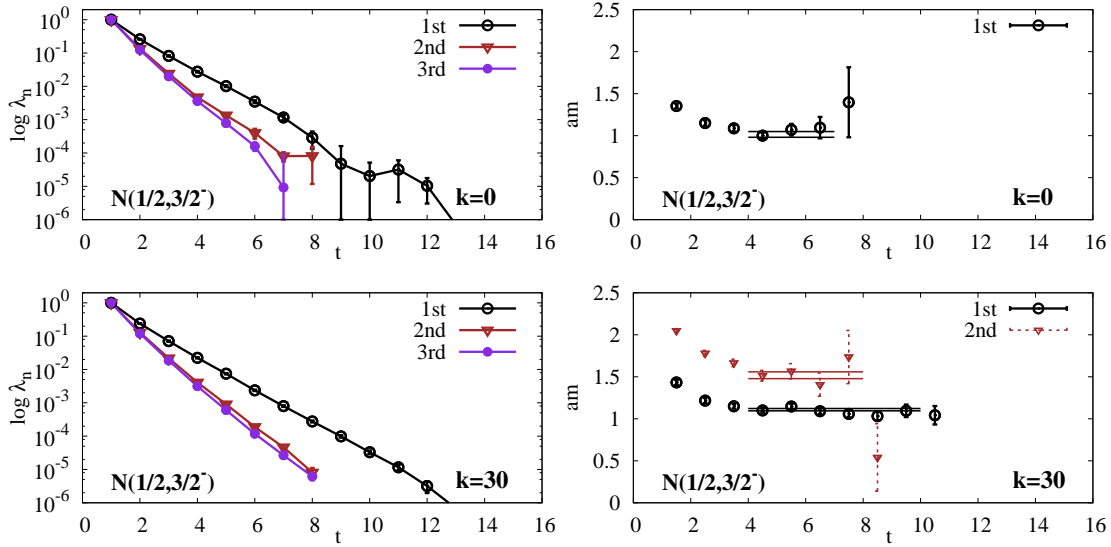 10^0
10^-1
10^-2
10^-3
10^-4
10^-5
10^-6
log λ_n
1st
2nd
3rd
N(1/2,3/2^-)
k=0
0 2 4 6 8 10 12 14 16
t
2.5
2
1.5
1
0.5
0
am
1st
N(1/2,3/2^-)
k=0
0 2 4 6 8 10 12 14 16
t
10^0
10^-1
10^-2
10^-3
10^-4
10^-5
10^-6
log λ_n
1st
2nd
3rd
N(1/2,3/2^-)
k=30
0 2 4 6 8 10 12 14 16
t
2.5
2
1.5
1
0.5
0
am
1st
2nd
N(1/2,3/2^-)
k=30
0 2 4 6 8 10 12 14 16
t